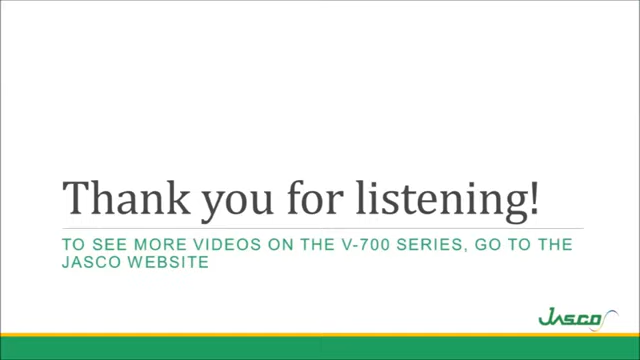 Thank you for listening!
TO SEE MORE VIDEOS ON THE V-700 SERIES, GO TO THE
JASCO WEBSITE
JASCO